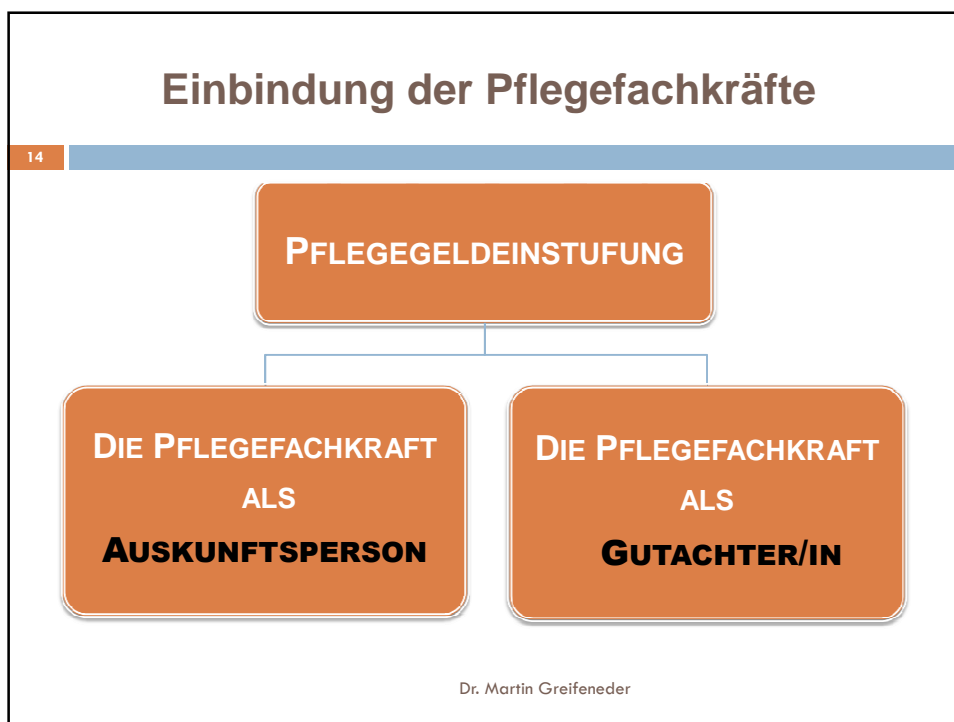 Einbindung der Pflegefachkräfte
14
PFLEGEGELDEINSTUFUNG
DIE PFLEGEFACHKRAFT
ALS
AUSKUNFTSPERSON
DIE PFLEGEFACHKRAFT
ALS
GUTACHTER/IN
Dr. Martin Greifeneder